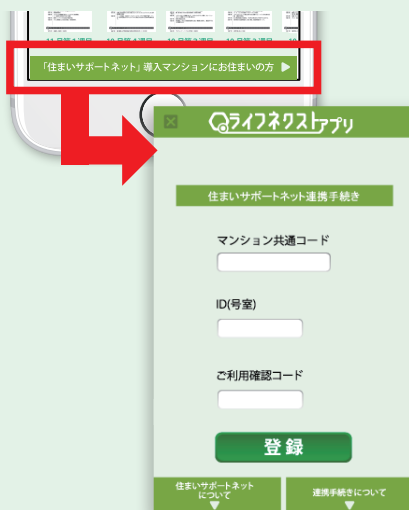 「住まいサポートネット」導入マンションにお住まいの方 ▶
ライフネクストアプリ
住まいサポートネット連携手続き
マンション共通コード
ID(号室)
ご利用確認コード
登録
住まいサポートネット
について
▼
連携手続きについて
▼